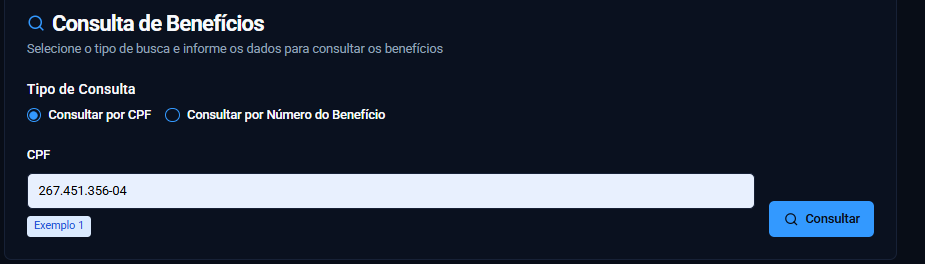 Consulta de Benefícios
Selecione o tipo de busca e informe os dados para consultar os benefícios
Tipo de Consulta
Consultar por CPF Consultar por Número do Benefício
CPF
267.451.356-04
Exemplo 1
Consultar